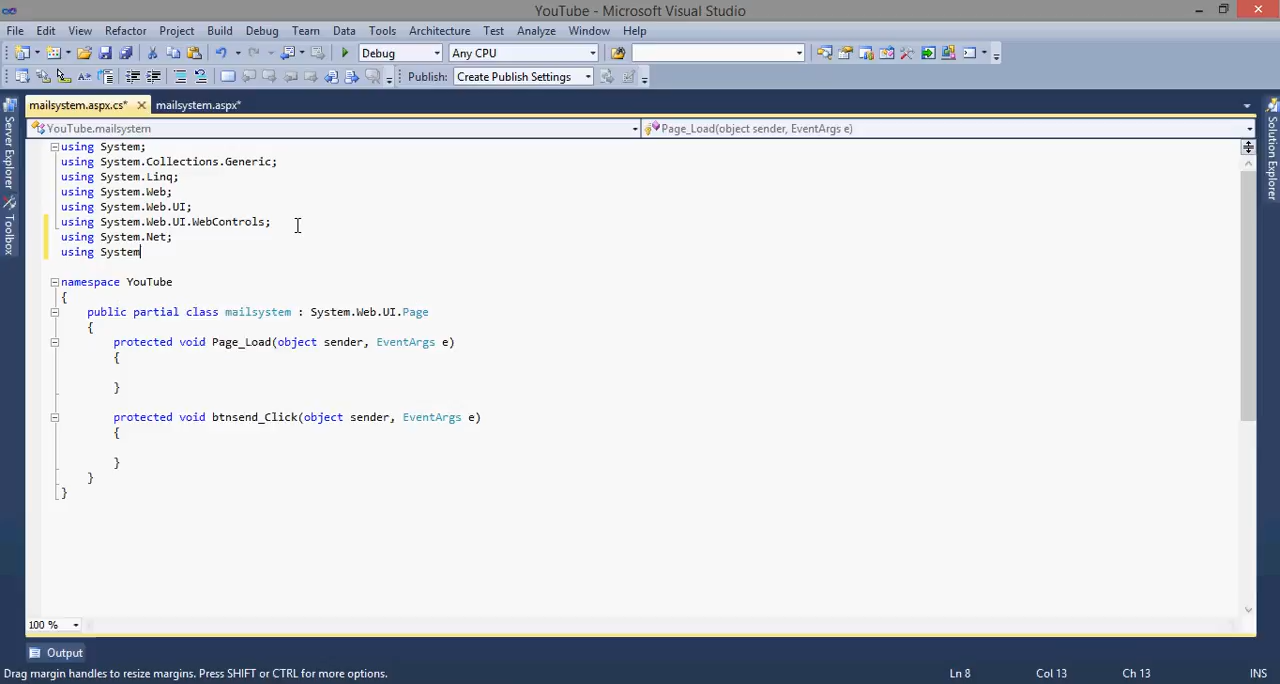 YouTube - Microsoft Visual Studio
File Edit View Refactor Project Build Debug Team Data Tools Architecture Test Analyze Window Help
Debug Any CPU
Publish: Create Publish Settings
mailsystem.aspx.cs* mailsystem.aspx*
YouTube.mailsystem Page_Load(object sender, EventArgs e)
Server Explorer
Toolbox
Solution Explorer
using System;
using System.Collections.Generic;
using System.Linq;
using System.Web;
using System.Web.UI;
using System.Web.UI.WebControls;
using System.Net;
using System
namespace YouTube
{
public partial class mailsystem : System.Web.UI.Page
{
protected void Page_Load(object sender, EventArgs e)
{
}
protected void btnsend_Click(object sender, EventArgs e)
{
}
}
}
100 %
Output
Drag margin handles to resize margins. Press SHIFT or CTRL for more options. Ln 8 Col 13 Ch 13 INS